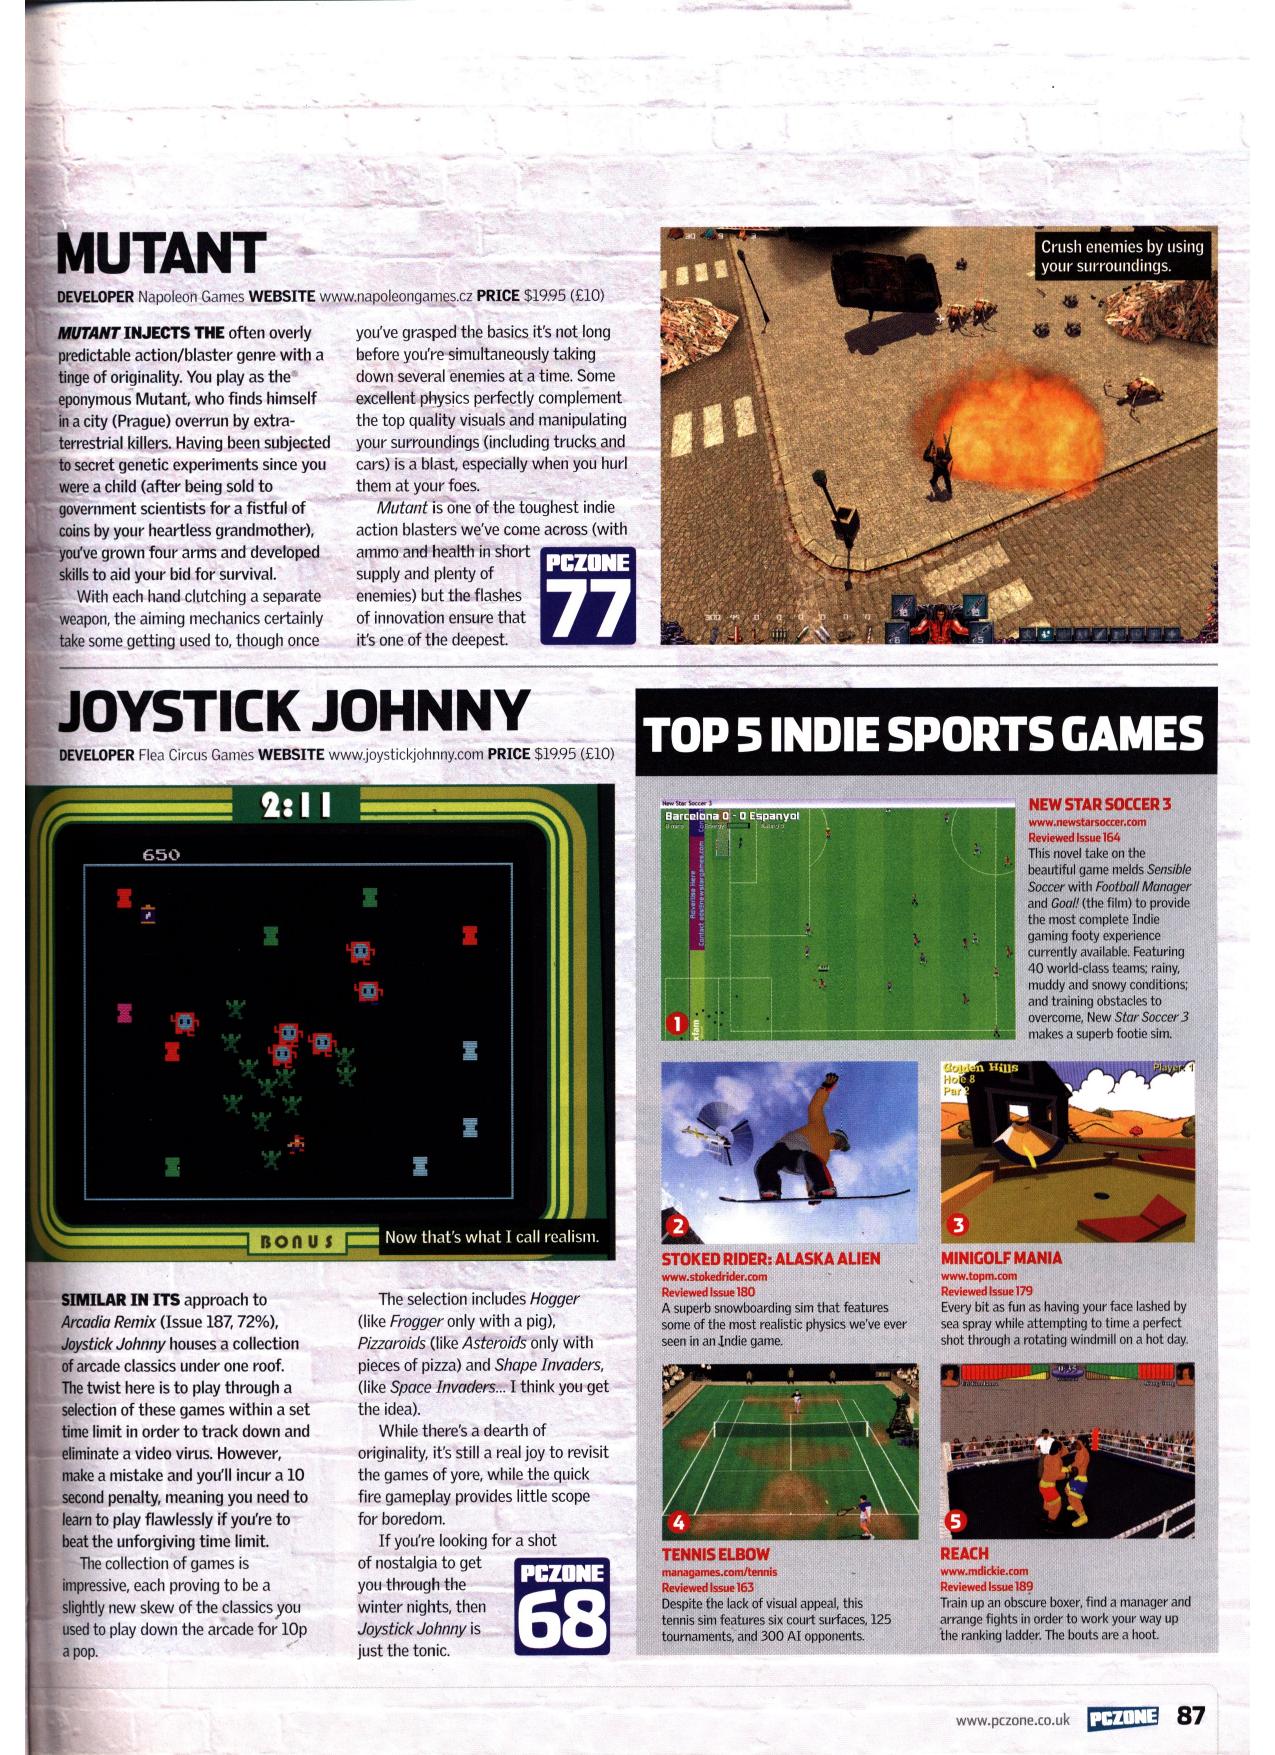 MUTANT
DEVELOPER Napoleon Games WEBSITE www.napoleongames.cz PRICE $19.95 (£10)
MUTANT INJECTS THE often overly
predictable action/blaster genre with a
tinge of originality. You play as the
eponymous Mutant, who finds himself
in a city (Prague) overrun by extra-
terrestrial killers. Having been subjected
to secret genetic experiments since you
were a child (after being sold to
government scientists for a fistful of
coins by your heartless grandmother),
you've grown four arms and developed
skills to aid your bid for survival.
With each hand clutching a separate
weapon, the aiming mechanics certainly
take some getting used to, though once
you've grasped the basics it's not long
before you're simultaneously taking
down several enemies at a time. Some
excellent physics perfectly complement
the top quality visuals and manipulating
your surroundings (including trucks and
cars) is a blast, especially when you hurl
them at your foes.
Mutant is one of the toughest indie
action blasters we've come across (with
ammo and health in short
supply and plenty of
enemies) but the flashes
of innovation ensure that
it's one of the deepest.
PCZONE
77
Crush enemies by using
your surroundings.
JOYSTICK JOHNNY
DEVELOPER Flea Circus Games WEBSITE www.joystickjohnny.com PRICE $19.95 (£10)
2:11
650
BONUS
Now that's what I call realism.
SIMILAR IN ITS approach to
Arcadia Remix (Issue 187, 72%),
Joystick Johnny houses a collection
of arcade classics under one roof.
The twist here is to play through a
selection of these games within a set
time limit in order to track down and
eliminate a video virus. However,
make a mistake and you'll incur a 10
second penalty, meaning you need to
learn to play flawlessly if you're to
beat the unforgiving time limit.
The collection of games is
impressive, each proving to be a
slightly new skew of the classics you
used to play down the arcade for 10p
a pop.
The selection includes Hogger
(like Frogger only with a pig),
Pizzaroids (like Asteroids only with
pieces of pizza) and Shape Invaders,
(like Space Invaders... I think you get
the idea).
While there's a dearth of
originality, it's still a real joy to revisit
the games of yore, while the quick
fire gameplay provides little scope
for boredom.
If you're looking for a shot
of nostalgia to get
you through the
winter nights, then
Joystick Johnny is
just the tonic.
PCZONE
68
TOP 5 INDIE SPORTS GAMES
New Star Soccer 3
Barcelona 0 - 0 Espanyol
Advertise Here
1
NEW STAR SOCCER 3
www.newstarsoccer.com
Reviewed Issue 164
This novel take on the
beautiful game melds Sensible
Soccer with Football Manager
and Goal! (the film) to provide
the most complete Indie
gaming footy experience
currently available. Featuring
40 world-class teams; rainy,
muddy and snowy conditions;
and training obstacles to
overcome, New Star Soccer 3
makes a superb footie sim.
2
STOKED RIDER: ALASKA ALIEN
www.stokedrider.com
Reviewed Issue 180
A superb snowboarding sim that features
some of the most realistic physics we've ever
seen in an Indie game.
Golden Hills
Hole 8
Par 2
Player 1
3
MINIGOLF MANIA
www.topm.com
Reviewed Issue 179
Every bit as fun as having your face lashed by
sea spray while attempting to time a perfect
shot through a rotating windmill on a hot day.
4
TENNIS ELBOW
managames.com/tennis
Reviewed Issue 163
Despite the lack of visual appeal, this
tennis sim features six court surfaces, 125
tournaments, and 300 AI opponents.
5
REACH
www.mdickie.com
Reviewed Issue 189
Train up an obscure boxer, find a manager and
arrange fights in order to work your way up
the ranking ladder. The bouts are a hoot.
www.pczone.co.uk PCZONE 87